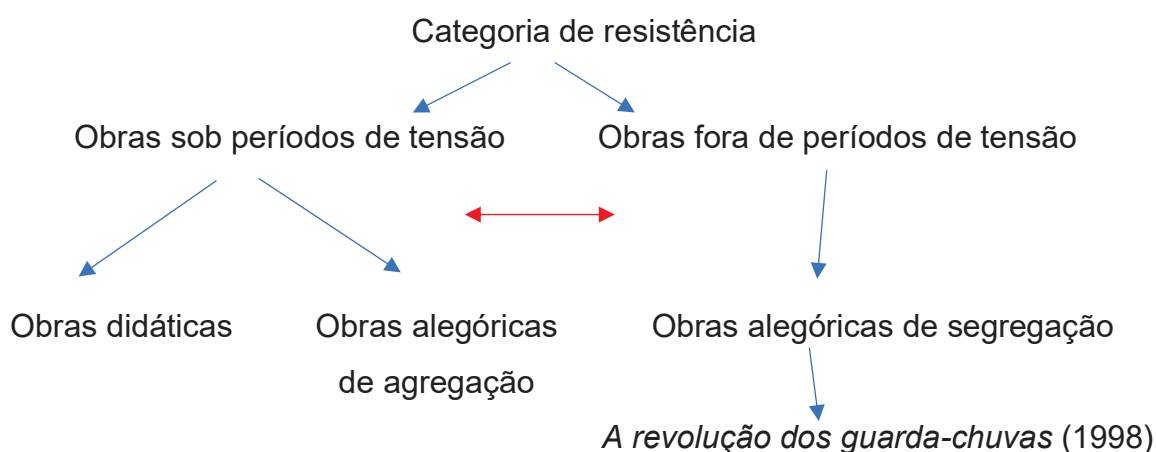 Categoria de resistência
Obras sob períodos de tensão
Obras fora de períodos de tensão
Obras didáticas
Obras alegóricas
de agregação
Obras alegóricas de segregação
A revolução dos guarda-chuvas (1998)